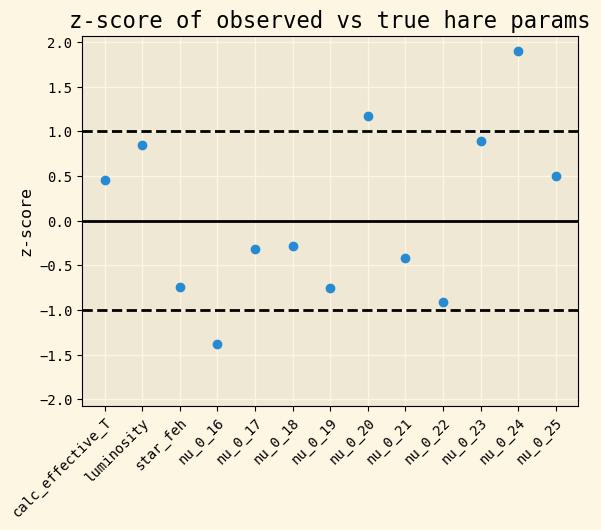 z-score of observed vs true hare params
2.0
1.5
1.0
0.5
0.0
−0.5
−1.0
−1.5
−2.0
z-score
calc_effective_T
luminosity
star_feh
nu_0_16
nu_0_17
nu_0_18
nu_0_19
nu_0_20
nu_0_21
nu_0_22
nu_0_23
nu_0_24
nu_0_25